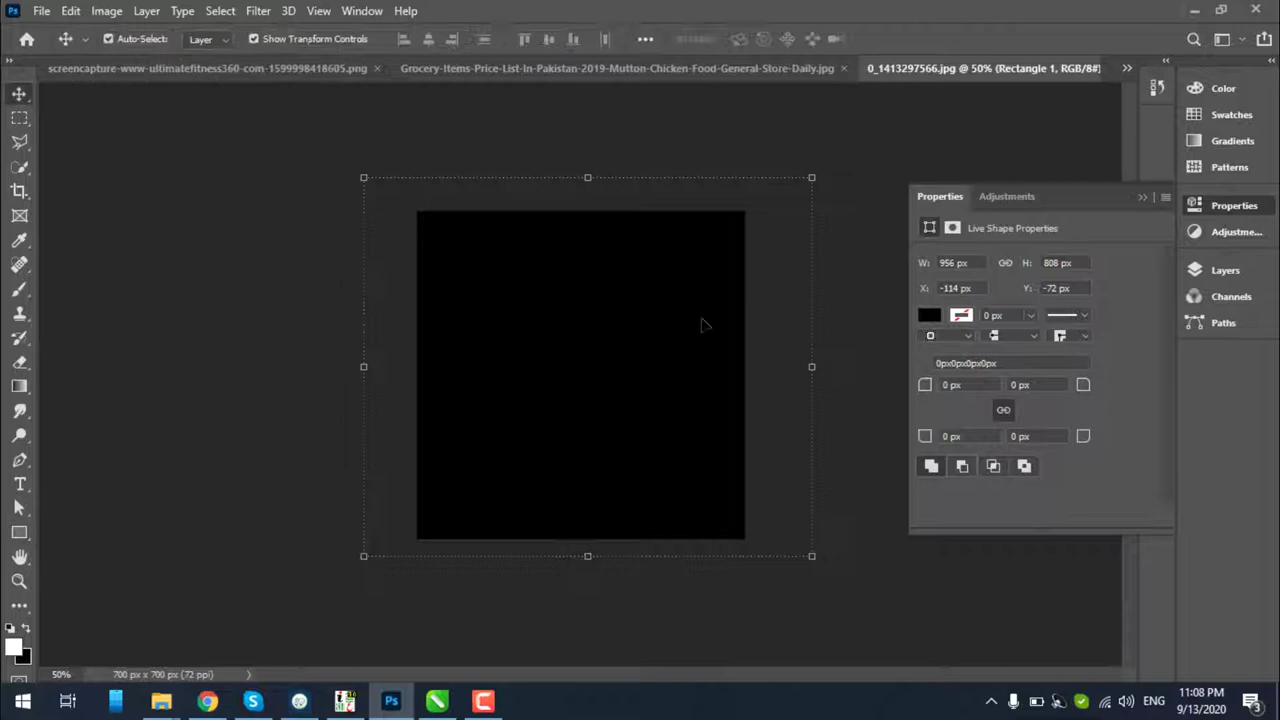 Ps File Edit Image Layer Type Select Filter 3D View Window Help
Auto-Select: Layer Show Transform Controls
screencapture-www-ultimatefitness360-com-1599998418605.png × Grocery-Items-Price-List-In-Pakistan-2019-Mutton-Chicken-Food-General-Store-Daily.jpg × 0_1413297566.jpg @ 50% (Rectangle 1, RGB/8#)
Color
Swatches
Gradients
Patterns
Properties
Adjustme...
Layers
Channels
Paths
Properties Adjustments
Live Shape Properties
W: 956 px H: 808 px
X: -114 px Y: -72 px
0 px
0px0px0px0px
0 px 0 px
0 px 0 px
50% 700 px x 700 px (72 ppi)
Ps
ENG
11:08 PM
9/13/2020
3